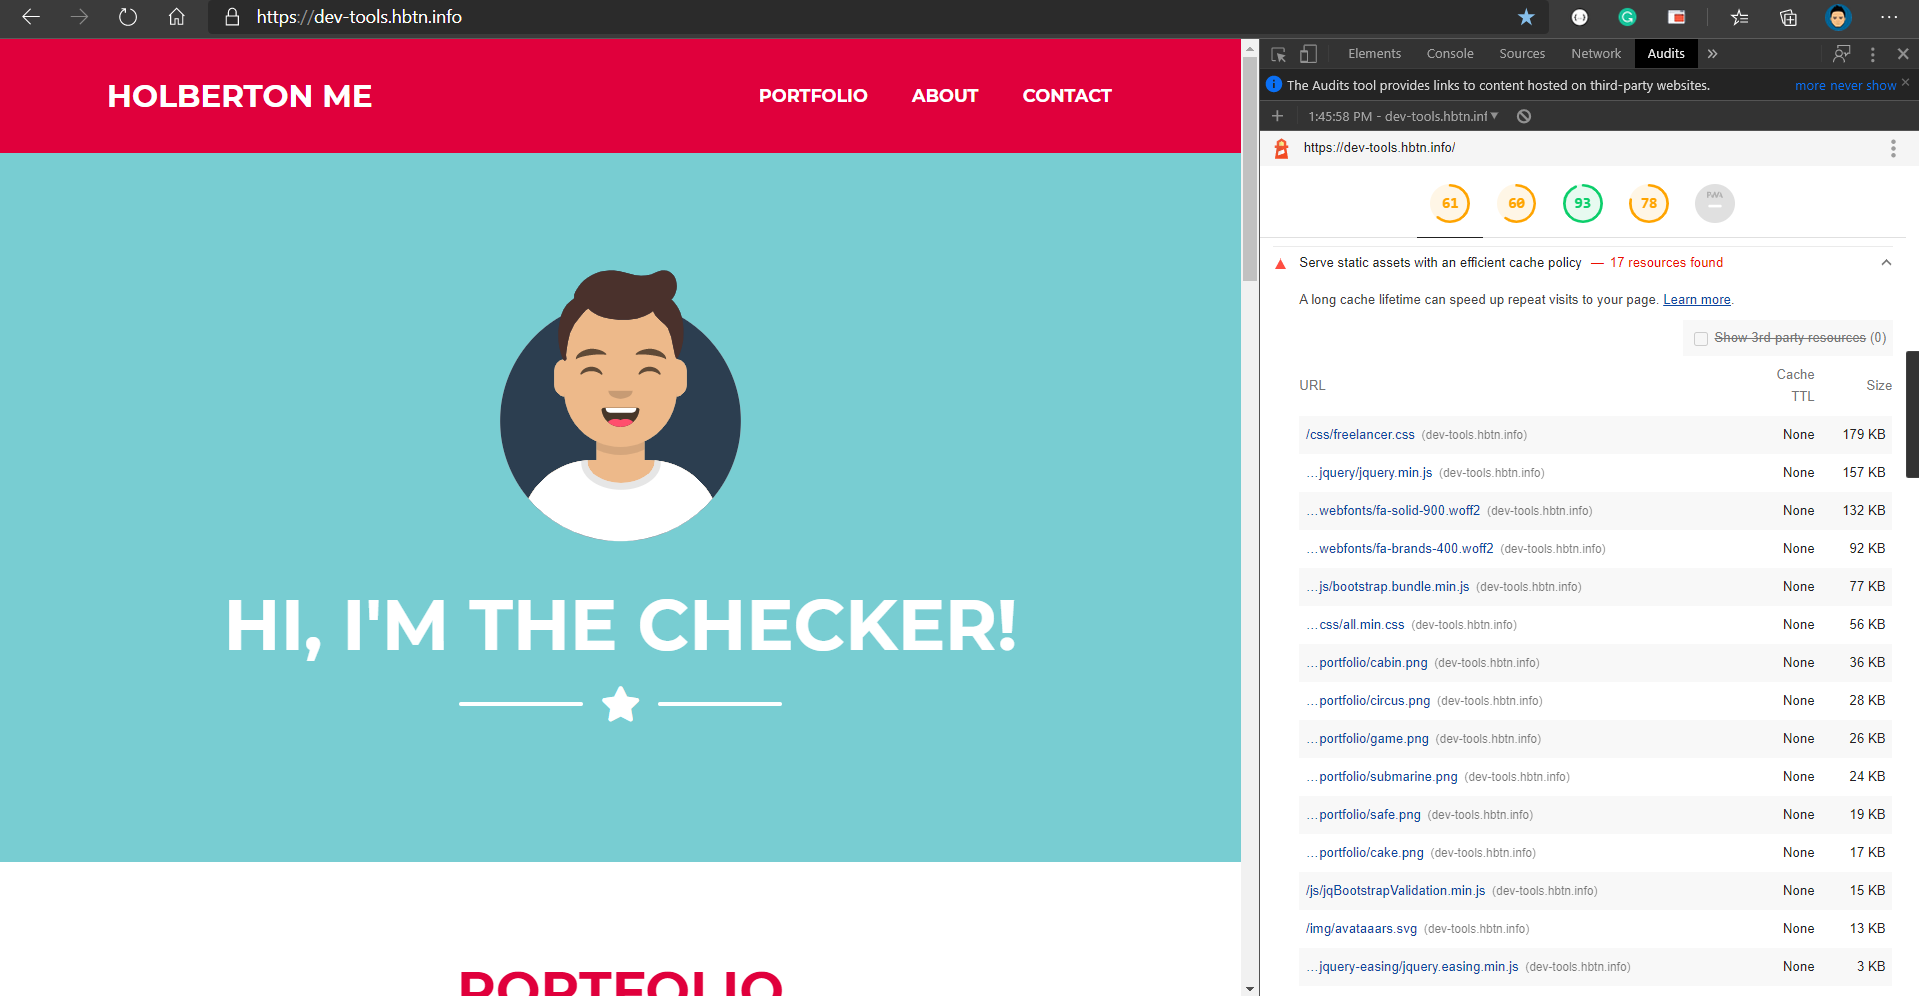 https://dev-tools.hbtn.info
HOLBERTON ME
PORTFOLIO ABOUT CONTACT
HI, I'M THE CHECKER!
PORTFOLIO
Elements Console Sources Network Audits
The Audits tool provides links to content hosted on third-party websites. more never show
1:45:58 PM - dev-tools.hbtn.inf
https://dev-tools.hbtn.info/
61 60 93 78 PWA
Serve static assets with an efficient cache policy — 17 resources found
A long cache lifetime can speed up repeat visits to your page. Learn more.
Show 3rd-party resources (0)
URL Cache TTL Size
/css/freelancer.css (dev-tools.hbtn.info) None 179 KB
…jquery/jquery.min.js (dev-tools.hbtn.info) None 157 KB
…webfonts/fa-solid-900.woff2 (dev-tools.hbtn.info) None 132 KB
…webfonts/fa-brands-400.woff2 (dev-tools.hbtn.info) None 92 KB
…js/bootstrap.bundle.min.js (dev-tools.hbtn.info) None 77 KB
…css/all.min.css (dev-tools.hbtn.info) None 56 KB
…portfolio/cabin.png (dev-tools.hbtn.info) None 36 KB
…portfolio/circus.png (dev-tools.hbtn.info) None 28 KB
…portfolio/game.png (dev-tools.hbtn.info) None 26 KB
…portfolio/submarine.png (dev-tools.hbtn.info) None 24 KB
…portfolio/safe.png (dev-tools.hbtn.info) None 19 KB
…portfolio/cake.png (dev-tools.hbtn.info) None 17 KB
/js/jqBootstrapValidation.min.js (dev-tools.hbtn.info) None 15 KB
/img/avataaars.svg (dev-tools.hbtn.info) None 13 KB
…jquery-easing/jquery.easing.min.js (dev-tools.hbtn.info) None 3 KB